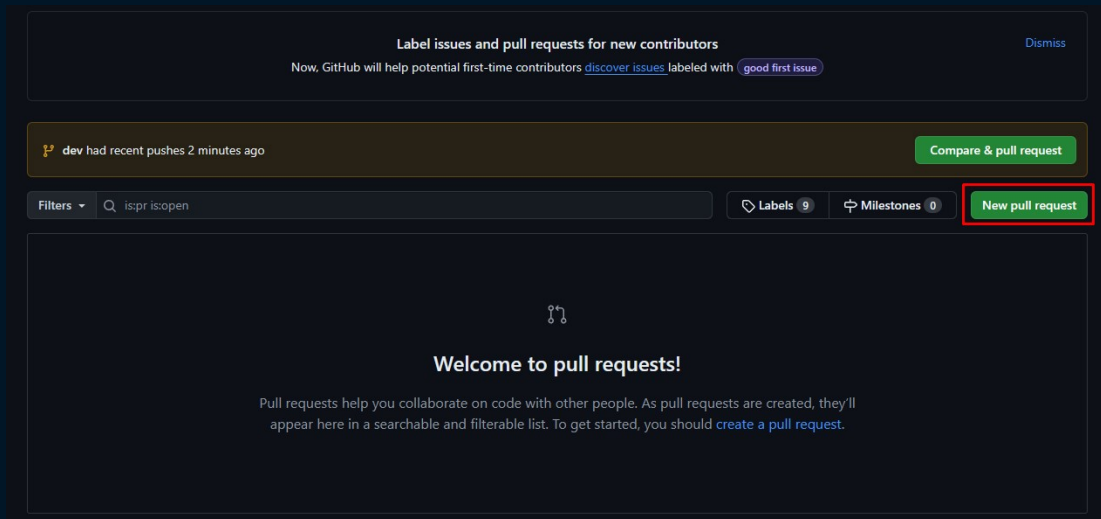 Label issues and pull requests for new contributors
Dismiss
Now, GitHub will help potential first-time contributors discover issues labeled with good first issue
dev had recent pushes 2 minutes ago
Compare & pull request
Filters
is:pr is:open
Labels 9
Milestones 0
New pull request
Welcome to pull requests!
Pull requests help you collaborate on code with other people. As pull requests are created, they'll
appear here in a searchable and filterable list. To get started, you should create a pull request.